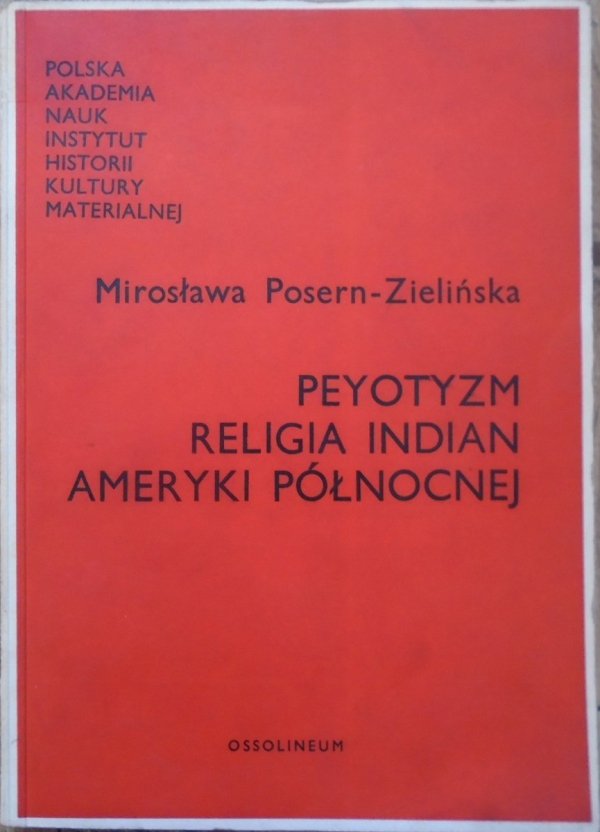 POLSKA
AKADEMIA
NAUK
INSTYTUT
HISTORII
KULTURY
MATERIALNEJ
Mirosława Posern-Zielińska
PEYOTYZM
RELIGIA INDIAN
AMERYKI PÓŁNOCNEJ
OSSOLINEUM